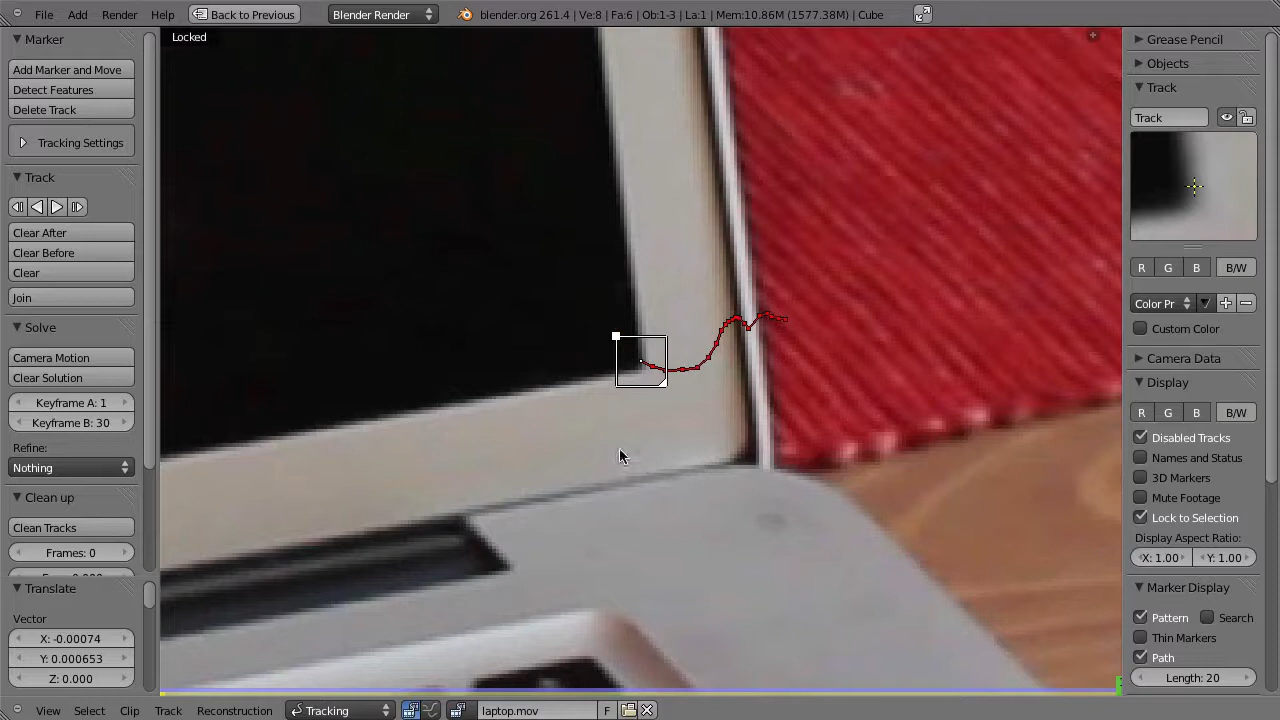 File Add Render Help Back to Previous Blender Render blender.org 261.4 | Ve:8 | Fa:6 | Ob:1-3 | La:1 | Mem:10.86M (1577.38M) | Cube
Locked
Marker
Add Marker and Move
Detect Features
Delete Track
Tracking Settings
Track
Clear After
Clear Before
Clear
Join
Solve
Camera Motion
Clear Solution
Keyframe A: 1
Keyframe B: 30
Refine:
Nothing
Clean up
Clean Tracks
Frames: 0
Translate
Vector
X: -0.00074
Y: 0.000653
Z: 0.000
Grease Pencil
Objects
Track
Track
R G B B/W
Color Pr
Custom Color
Camera Data
Display
R G B B/W
Disabled Tracks
Names and Status
3D Markers
Mute Footage
Lock to Selection
Display Aspect Ratio:
X: 1.00 Y: 1.00
Marker Display
Pattern Search
Thin Markers
Path
Length: 20
View Select Clip Track Reconstruction Tracking laptop.mov F